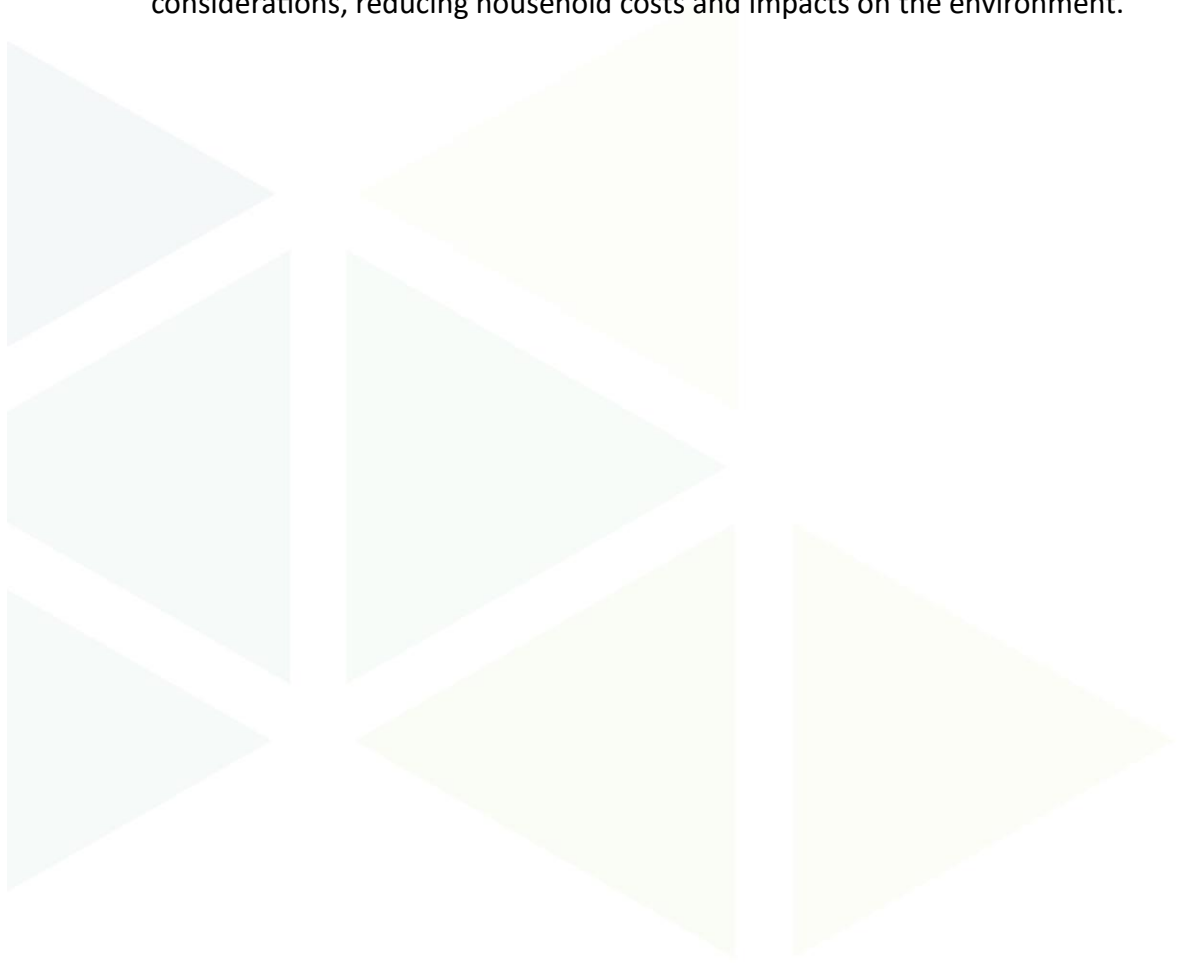 considerations, reducing household costs and impacts on the environment.